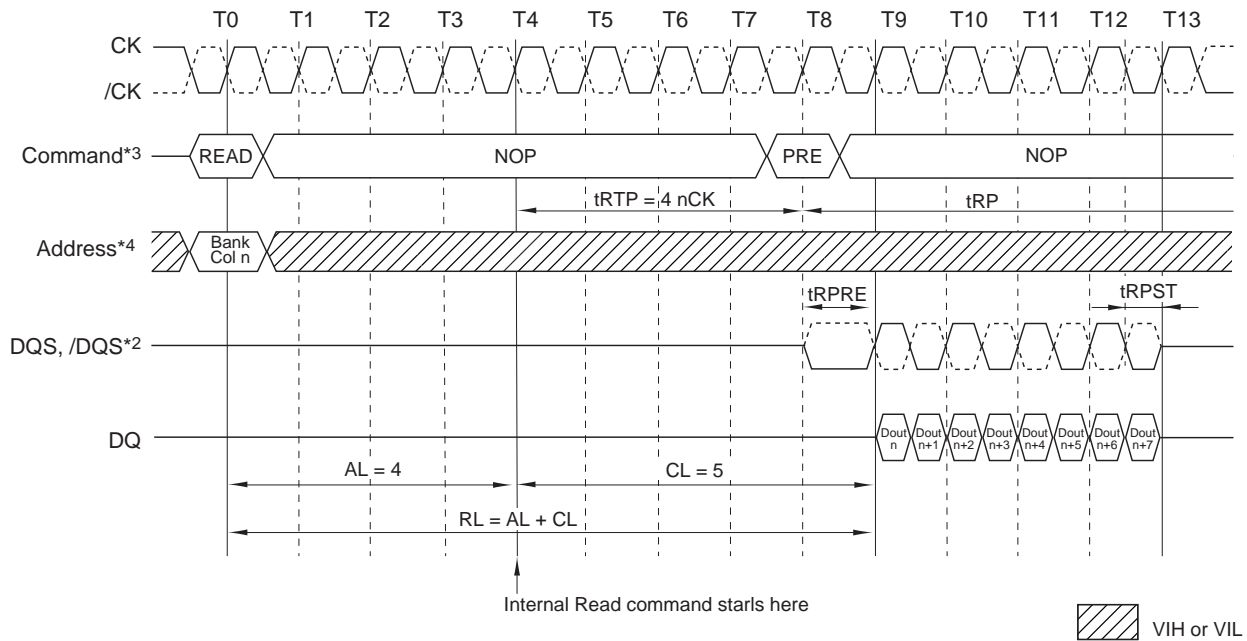 T0 T1 T2 T3 T4 T5 T6 T7 T8 T9 T10 T11 T12 T13
CK
/CK
Command*3 READ NOP PRE NOP
tRTP = 4 nCK tRP
Address*4 Bank Col n
tRPRE tRPST
DQS, /DQS*2
DQ Dout n Dout n+1 Dout n+2 Dout n+3 Dout n+4 Dout n+5 Dout n+6 Dout n+7
AL = 4 CL = 5
RL = AL + CL
Internal Read command starls here
VIH or VIL